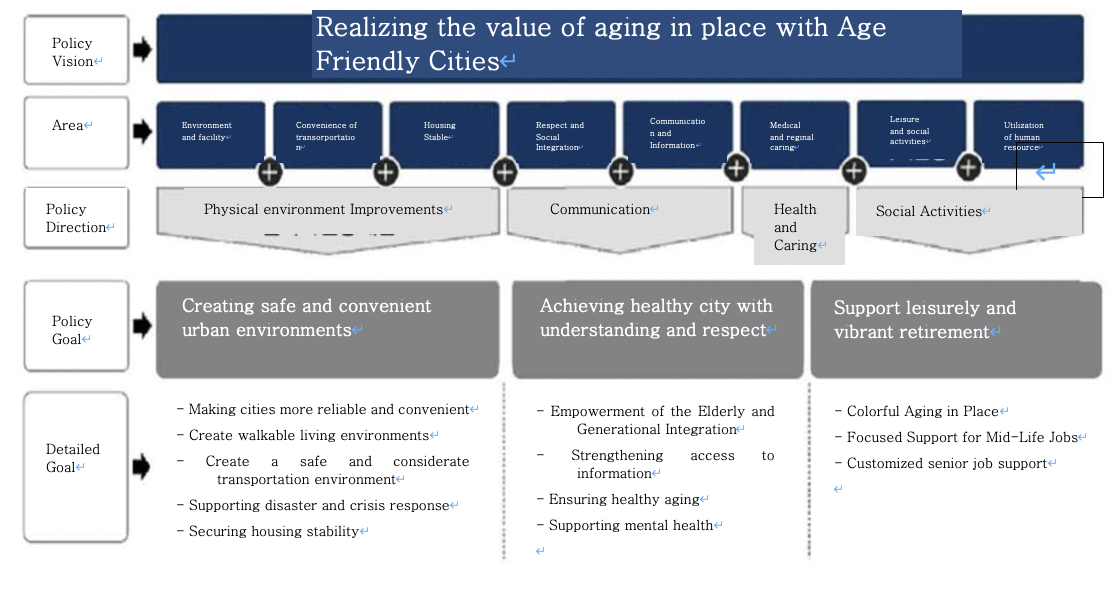 Policy
Vision↵
Realizing the value of aging in place with Age
Friendly Cities↵
Area↵
Environment
and facility↵
Convenience of
transorportatio
n↵
Housing
Stable↵
Respect and
Social
Integration↵
Communicatio
n and
Information↵
Medical
and reginal
caring↵
Leisure
and social
activities↵
Utilization
of human
resource↵
↵
Policy
Direction↵
Physical environment Improvements↵
Communication↵
Health
and
Caring↵
Social Activities↵
Policy
Goal↵
Creating safe and convenient
urban environments↵
Achieving healthy city with
understanding and respect↵
Support leisurely and
vibrant retirement↵
Detailed
Goal↵
- Making cities more reliable and convenient↵
- Create walkable living environments↵
- Create a safe and considerate
transportation environment↵
- Supporting disaster and crisis response↵
- Securing housing stability↵
- Empowerment of the Elderly and
Generational Integration↵
- Strengthening access to
information↵
- Ensuring healthy aging↵
- Supporting mental health↵
↵
- Colorful Aging in Place↵
- Focused Support for Mid-Life Jobs↵
- Customized senior job support↵
↵